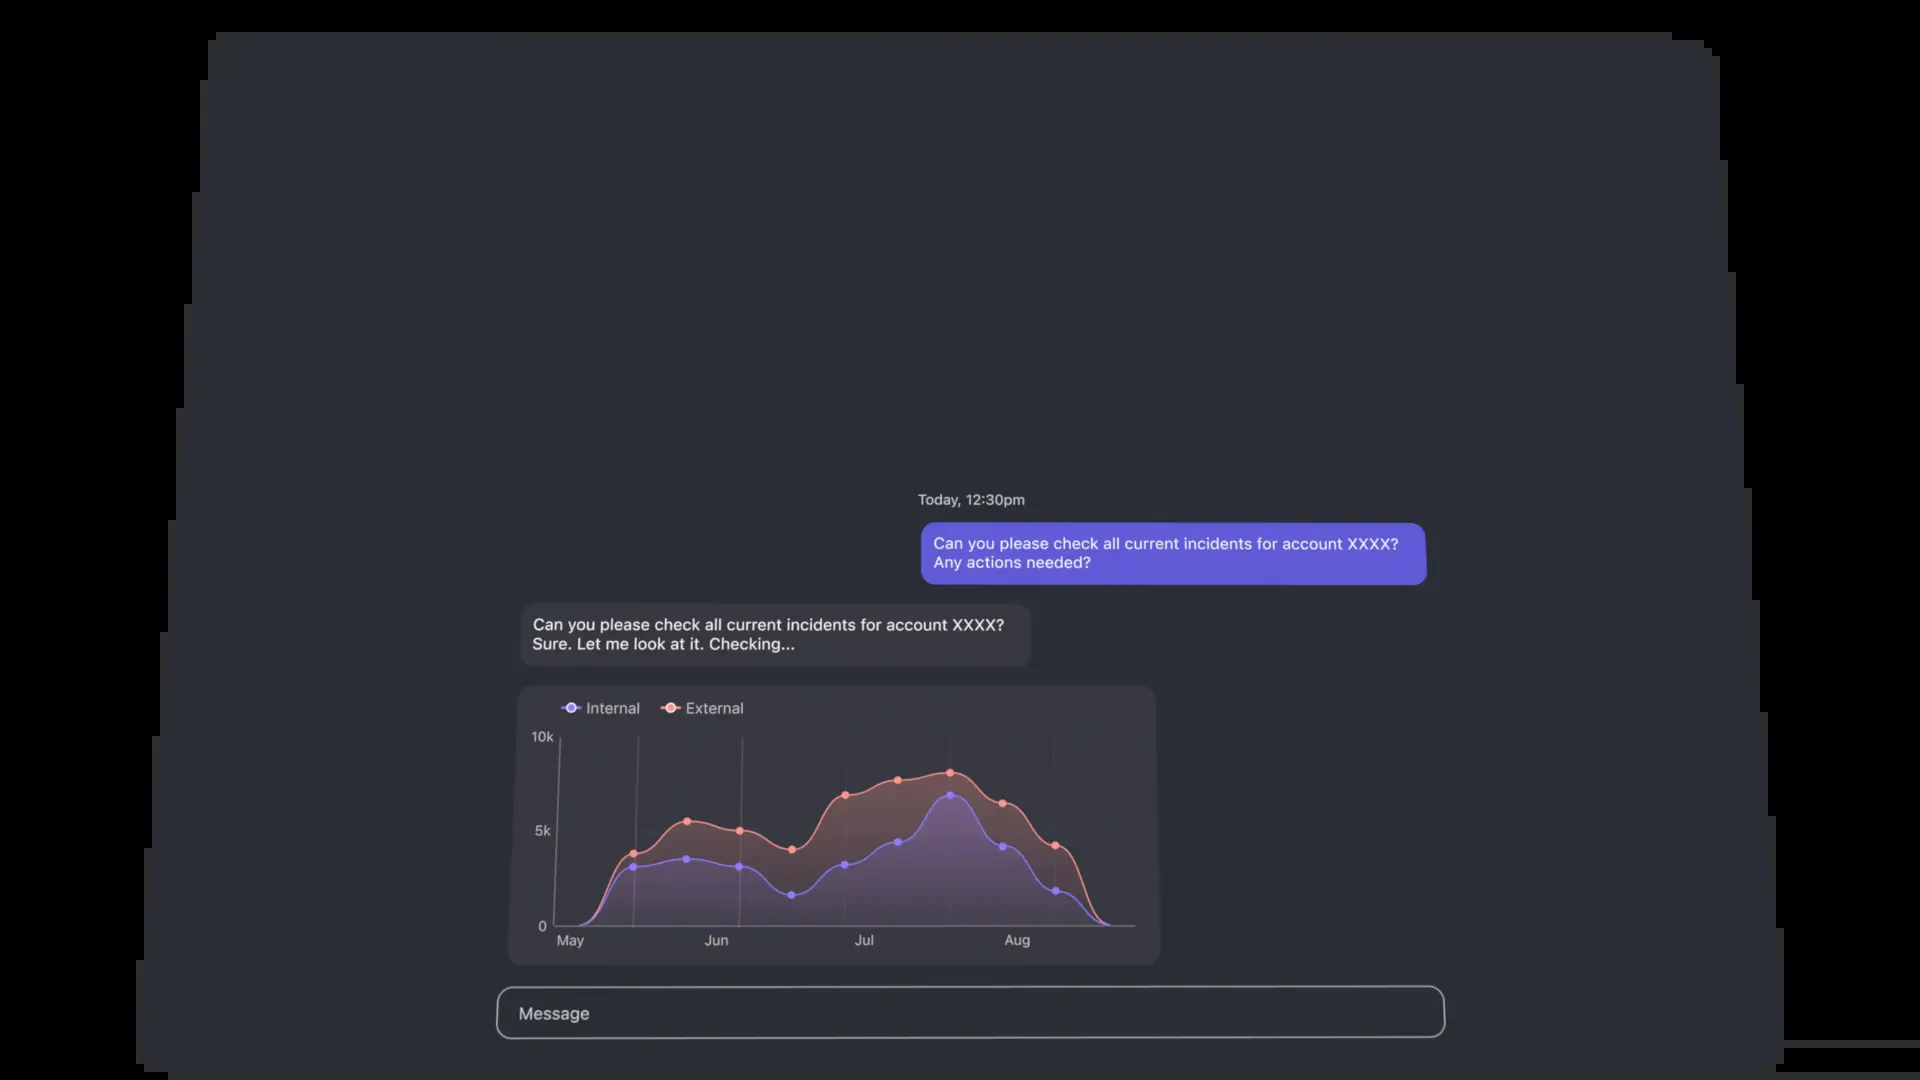 Today, 12:30pm
Can you please check all current incidents for account XXXX?
Any actions needed?
Can you please check all current incidents for account XXXX?
Sure. Let me look at it. Checking...
Internal
External
10k
5k
0
May
Jun
Jul
Aug
Message